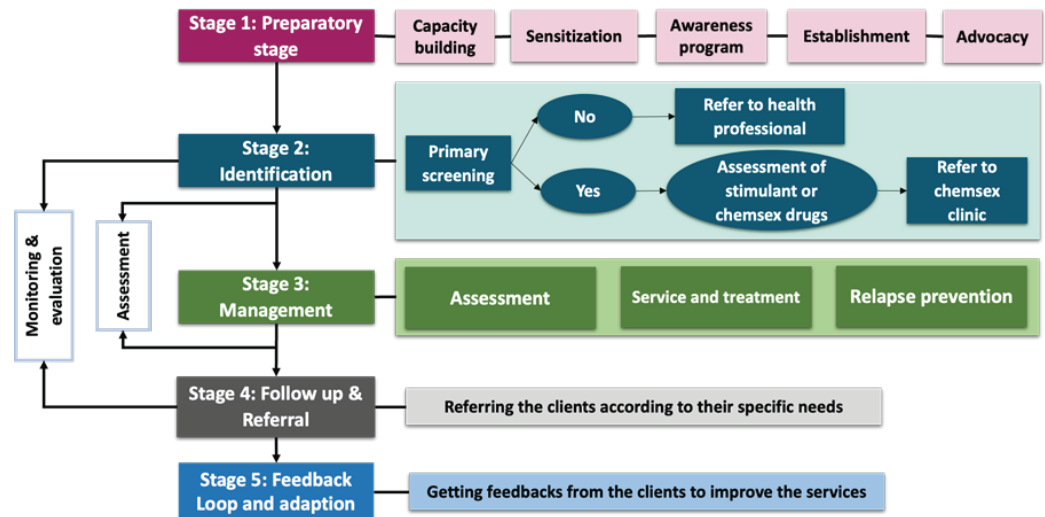 Stage 1: Preparatory
stage
Capacity
building
Sensitization
Awareness
program
Establishment
Advocacy
Stage 2:
Identification
Primary
screening
No
Refer to health
professional
Yes
Assessment of
stimulant or
chemsex drugs
Refer to
chemsex
clinic
Monitoring &
evaluation
Assessment
Stage 3:
Management
Assessment
Service and treatment
Relapse prevention
Stage 4: Follow up &
Referral
Referring the clients according to their specific needs
Stage 5: Feedback
Loop and adaption
Getting feedbacks from the clients to improve the services